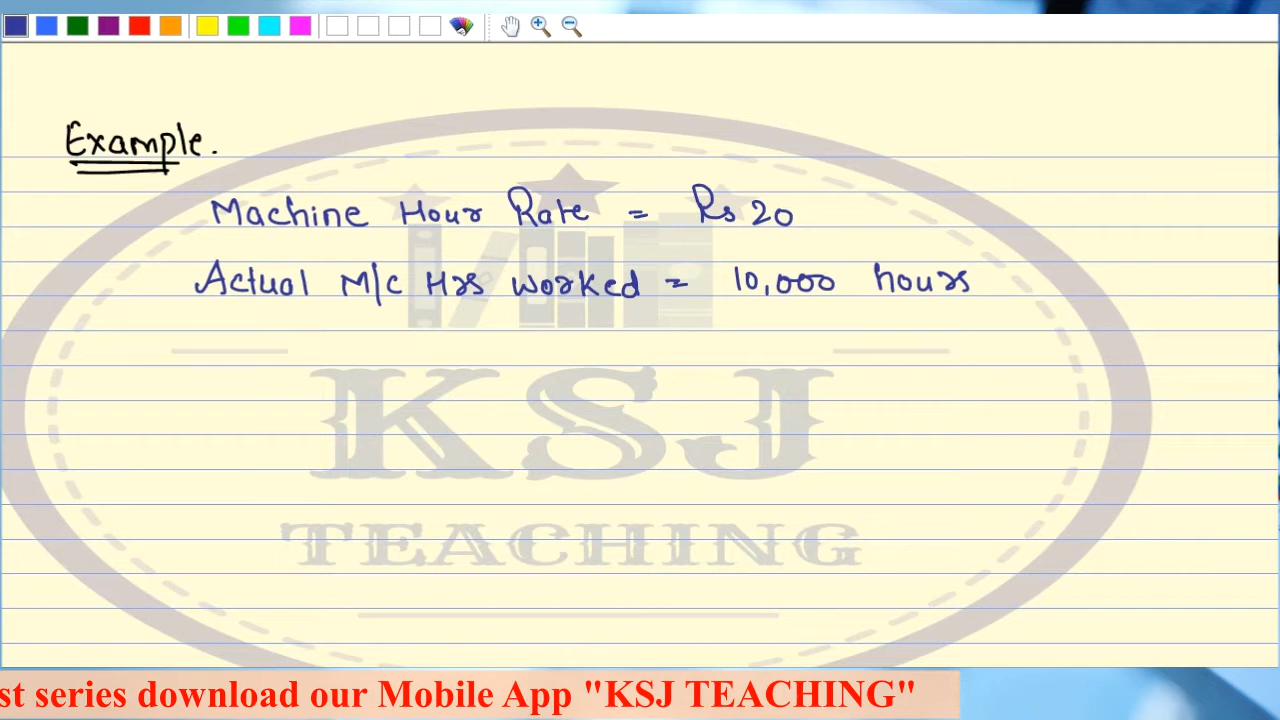 Example.
Machine Hour Rate = Rs 20
Actual M/c Hrs worked = 10,000 hours
KSJ
TEACHING
st series download our Mobile App "KSJ TEACHING"